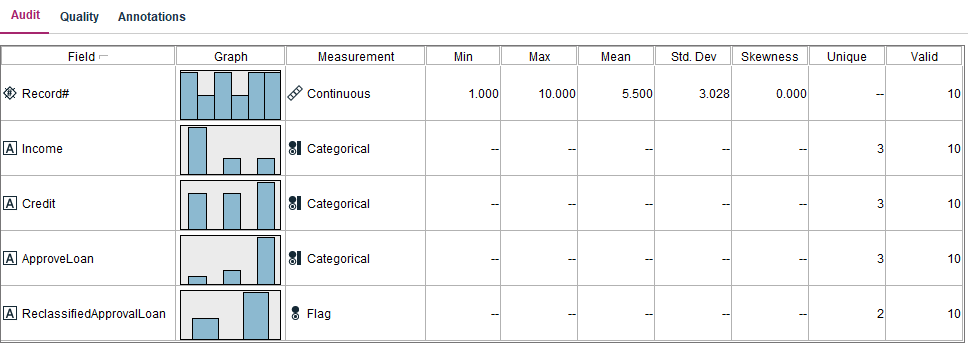 Audit Quality Annotations
Field Graph Measurement Min Max Mean Std. Dev Skewness Unique Valid
Record# Continuous 1.000 10.000 5.500 3.028 0.000 -- 10
A Income Categorical -- -- -- -- -- 3 10
A Credit Categorical -- -- -- -- -- 3 10
A ApproveLoan Categorical -- -- -- -- -- 3 10
A ReclassifiedApprovalLoan Flag -- -- -- -- -- 2 10